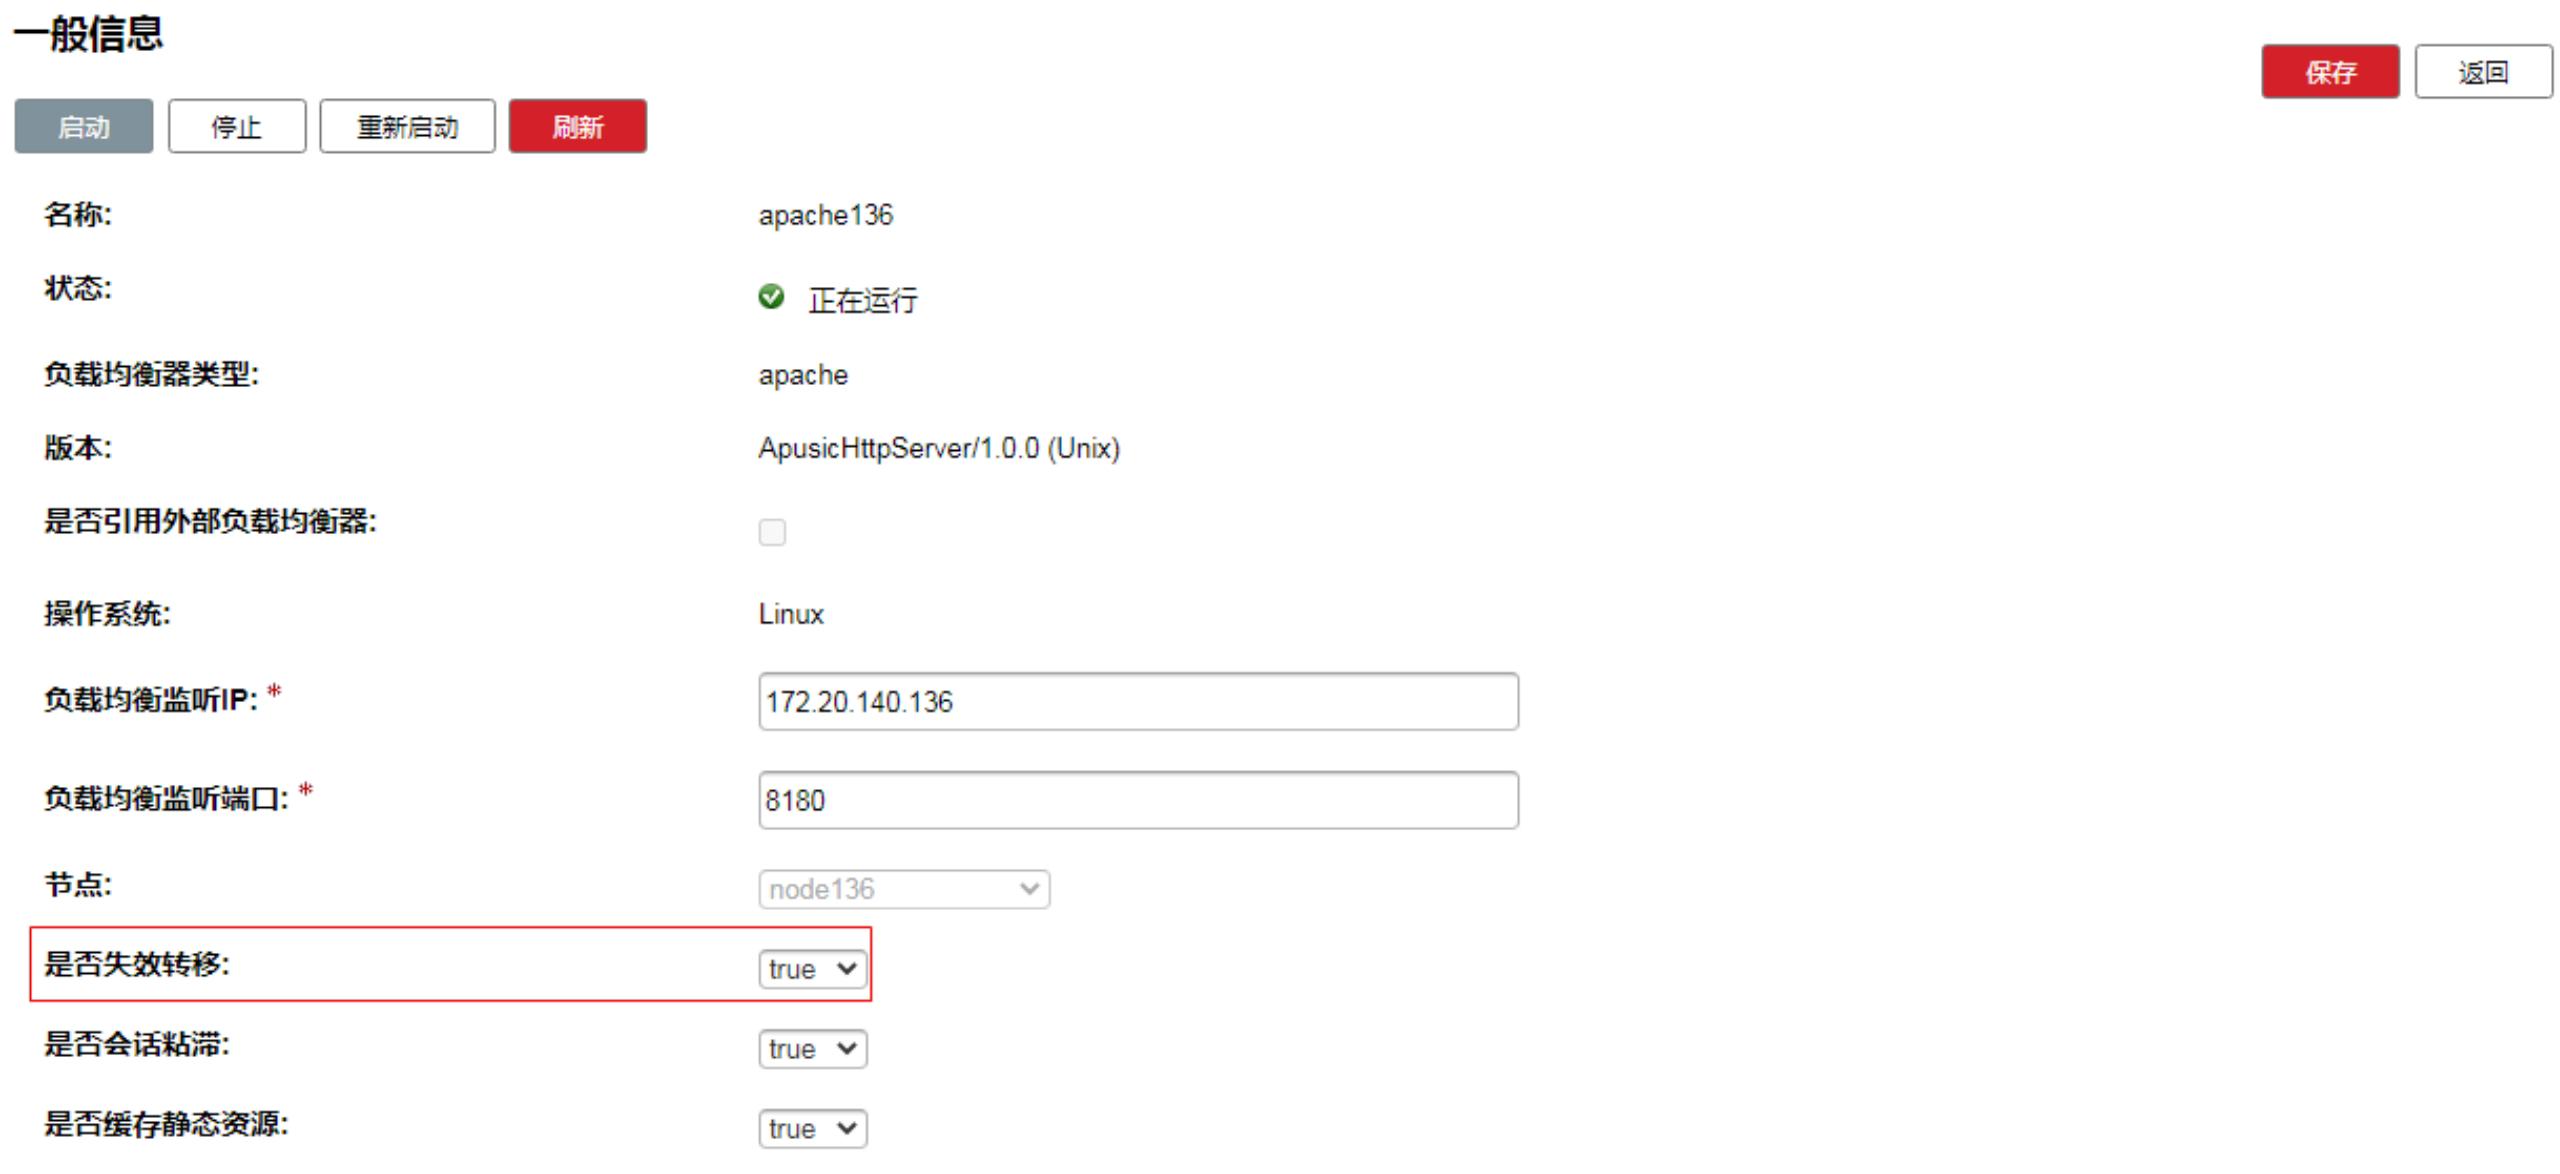 一般信息
保存 返回
启动 停止 重新启动 刷新
名称: apache136
状态: 正在运行
负载均衡器类型: apache
版本: ApusicHttpServer/1.0.0 (Unix)
是否引用外部负载均衡器:
操作系统: Linux
负载均衡监听IP: * 172.20.140.136
负载均衡监听端口: * 8180
节点: node136
是否失效转移: true
是否会话粘滞: true
是否缓存静态资源: true